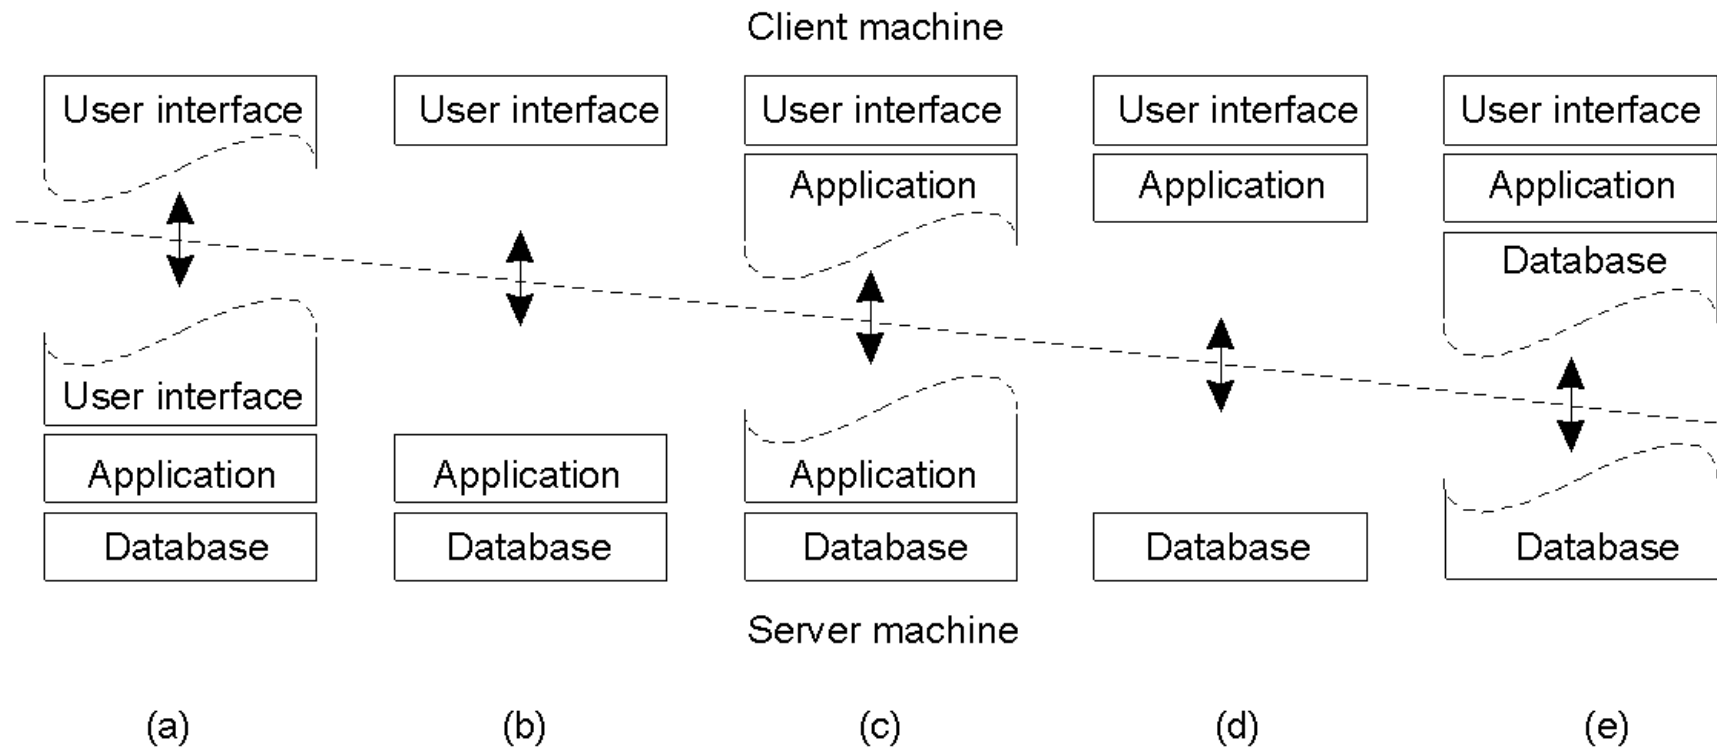 Client machine
User interface User interface User interface User interface User interface
Application Application Application
Database
User interface
Application Application Application
Database Database Database Database Database
Server machine
(a) (b) (c) (d) (e)